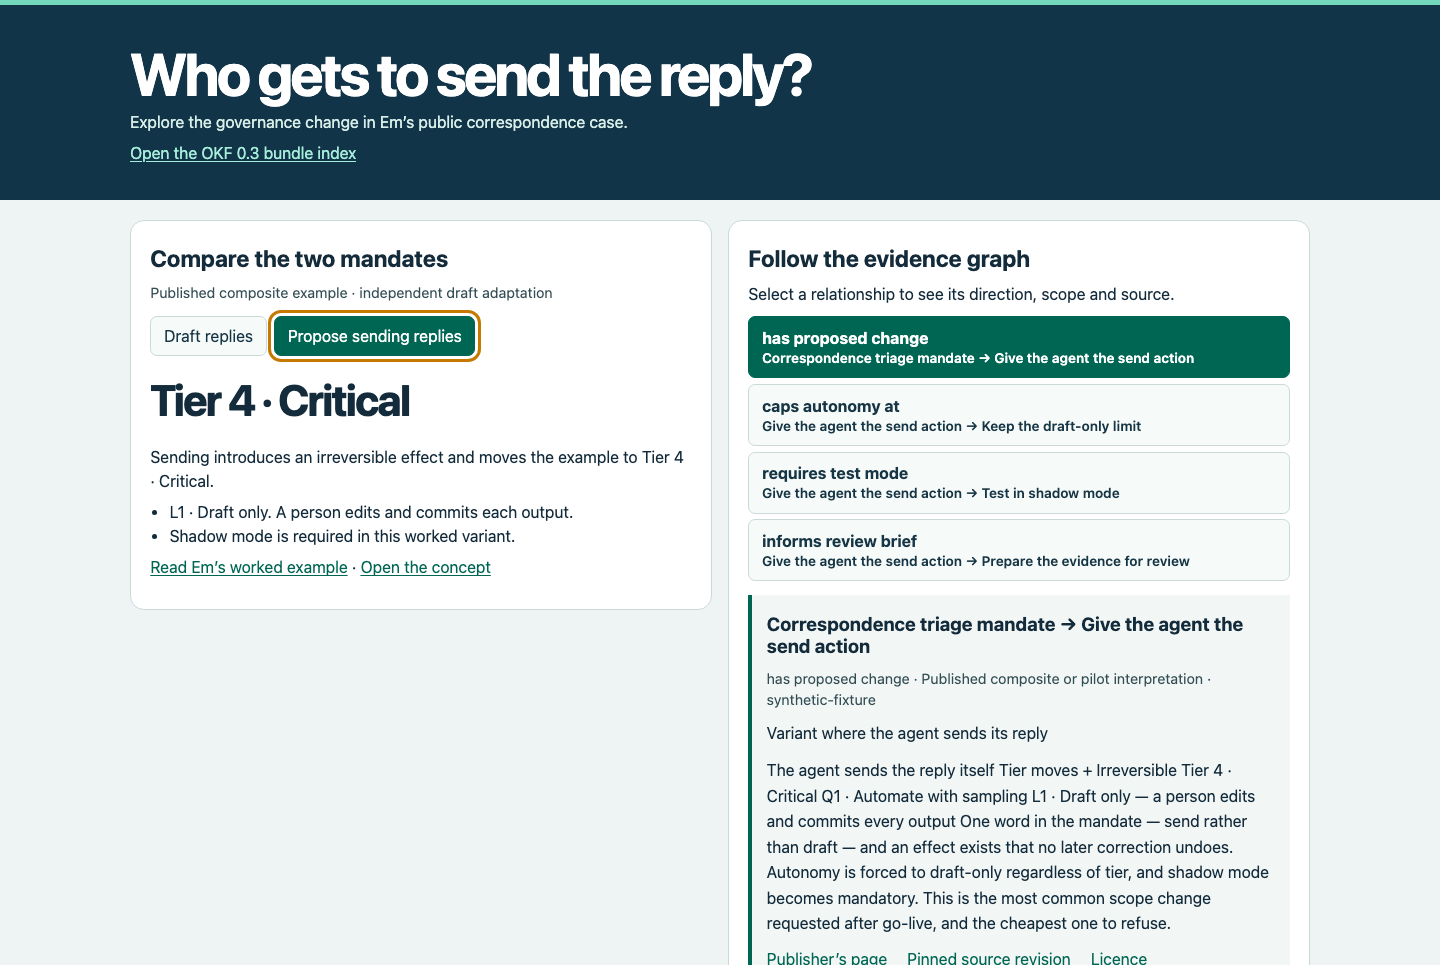 Who gets to send the reply?
Explore the governance change in Em’s public correspondence case.
Open the OKF 0.3 bundle index
Compare the two mandates
Published composite example · independent draft adaptation
Draft replies
Propose sending replies
Tier 4 · Critical
Sending introduces an irreversible effect and moves the example to Tier 4
· Critical.
• L1 · Draft only. A person edits and commits each output.
• Shadow mode is required in this worked variant.
Read Em’s worked example · Open the concept
Follow the evidence graph
Select a relationship to see its direction, scope and source.
has proposed change
Correspondence triage mandate → Give the agent the send action
caps autonomy at
Give the agent the send action → Keep the draft-only limit
requires test mode
Give the agent the send action → Test in shadow mode
informs review brief
Give the agent the send action → Prepare the evidence for review
Correspondence triage mandate → Give the agent the
send action
has proposed change · Published composite or pilot interpretation ·
synthetic-fixture
Variant where the agent sends its reply
The agent sends the reply itself Tier moves + Irreversible Tier 4 ·
Critical Q1 · Automate with sampling L1 · Draft only — a person edits
and commits every output One word in the mandate — send rather
than draft — and an effect exists that no later correction undoes.
Autonomy is forced to draft-only regardless of tier, and shadow mode
becomes mandatory. This is the most common scope change
requested after go-live, and the cheapest one to refuse.
Publisher’s page Pinned source revision Licence